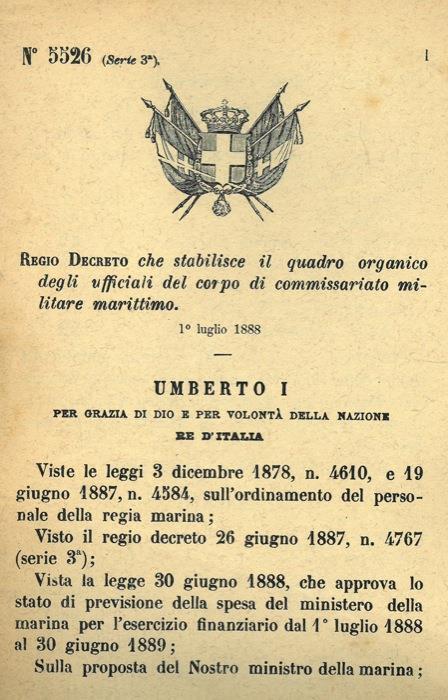 N° 5526 (Serie 3ª).
1
REGIO DECRETO che stabilisce il quadro organico
degli ufficiali del corpo di commissariato mi-
litare marittimo.
1° luglio 1888
UMBERTO I
PER GRAZIA DI DIO E PER VOLONTÀ DELLA NAZIONE
RE D'ITALIA
Viste le leggi 3 dicembre 1878, n. 4610, e 19
giugno 1887, n. 4584, sull'ordinamento del perso-
nale della regia marina;
Visto il regio decreto 26 giugno 1887, n. 4767
(serie 3ª);
Vista la legge 30 giugno 1888, che approva lo
stato di previsione della spesa del ministero della
marina per l'esercizio finanziario dal 1° luglio 1888
al 30 giugno 1889;
Sulla proposta del Nostro ministro della marina;